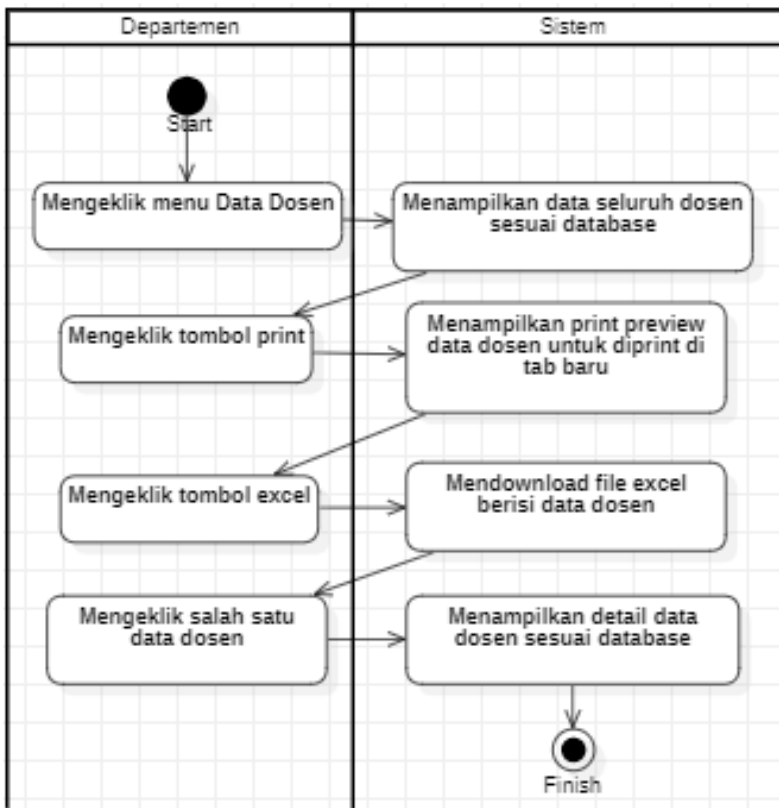 Departemen
Sistem
Start
Mengeklik menu Data Dosen
Menampilkan data seluruh dosen
sesuai database
Mengeklik tombol print
Menampilkan print preview
data dosen untuk diprint di
tab baru
Mengeklik tombol excel
Mendownload file excel
berisi data dosen
Mengeklik salah satu
data dosen
Menampilkan detail data
dosen sesuai database
Finish